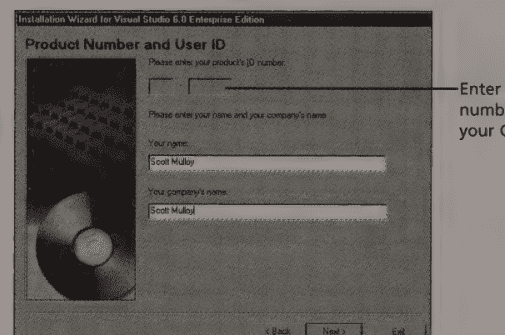 Installation Wizard for Visual Studio 6.0 Enterprise Edition
Product Number and User ID
Please enter your product's ID number:
-
Please enter your name and your company's name
Your name:
Scott Mulloy
Your company's name:
Scott Mulloy
< Back Next > Exit
Enter
numb
your